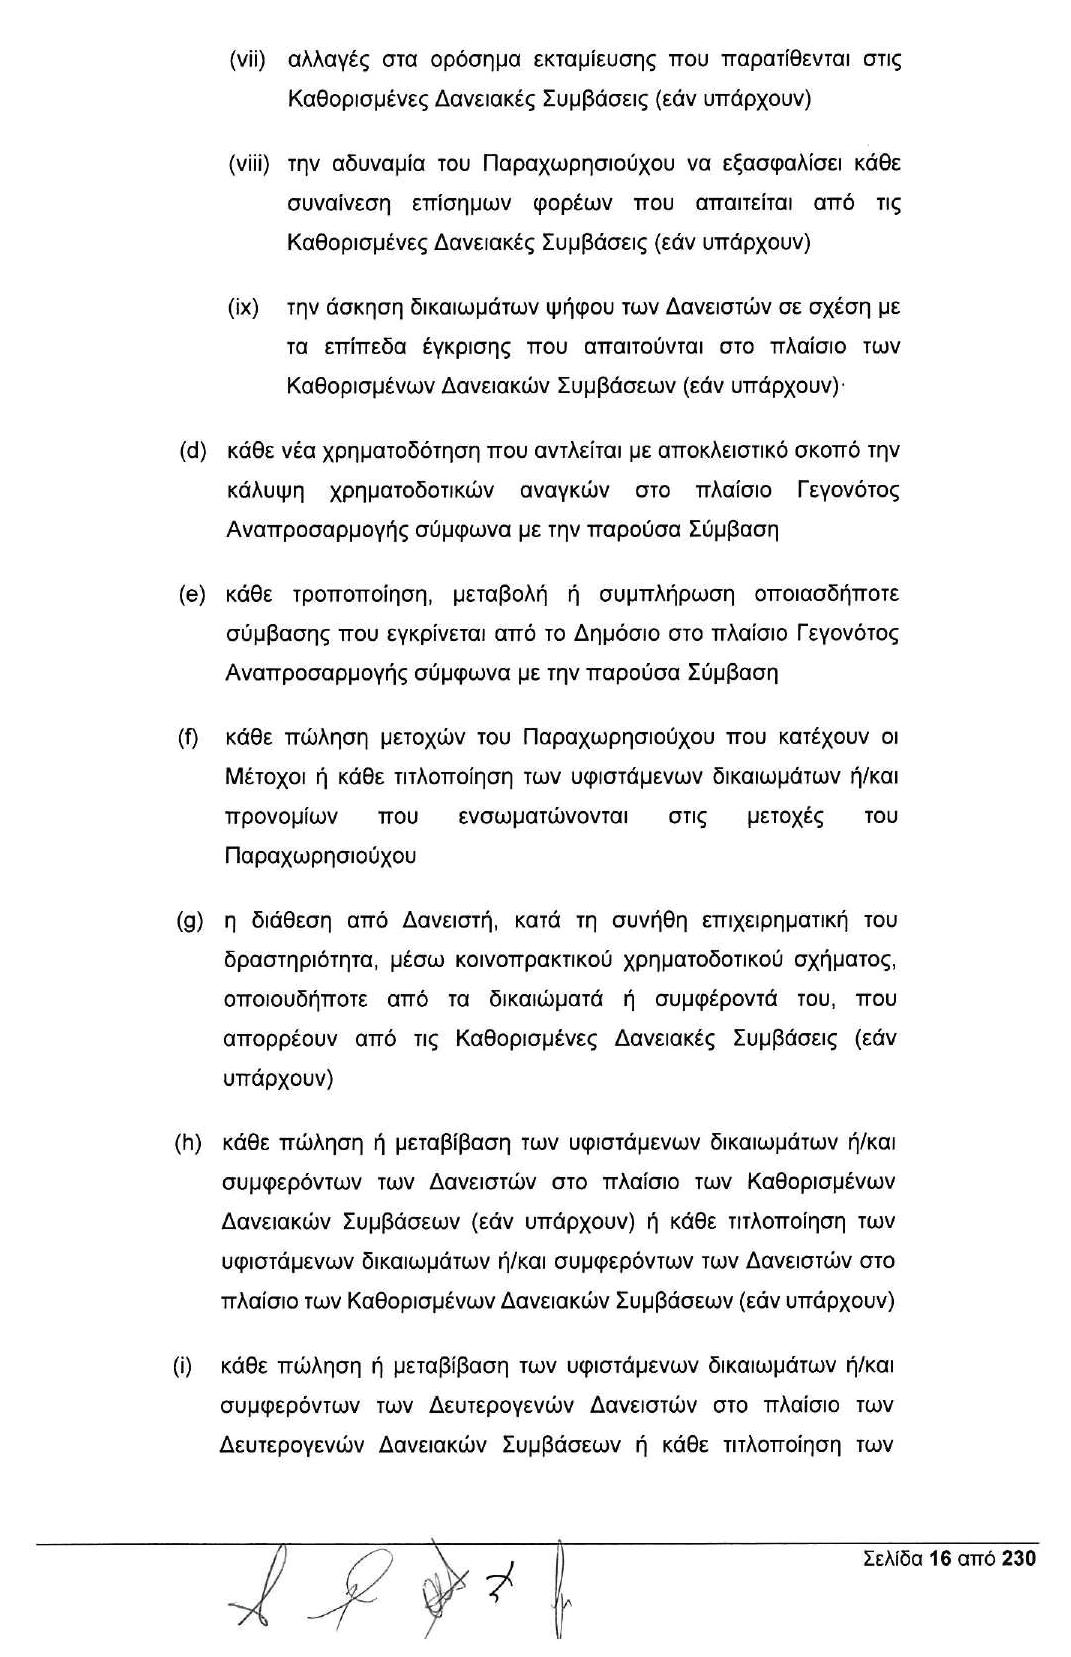 (vii) αλλαγές στα ορόσημα εκταμίευσης που παρατίθενται στις
Καθορισμένες Δανειακές Συμβάσεις (εάν υπάρχουν)
(viii) την αδυναμία του Παραχωρησιούχου να εξασφαλίσει κάθε
συναίνεση επίσημων φορέων που απαιτείται από τις
Καθορισμένες Δανειακές Συμβάσεις (εάν υπάρχουν)
(ix) την άσκηση δικαιωμάτων ψήφου των Δανειστών σε σχέση με
τα επίπεδα έγκρισης που απαιτούνται στο πλαίσιο των
Καθορισμένων Δανειακών Συμβάσεων (εάν υπάρχουν)·
(d) κάθε νέα χρηματοδότηση που αντλείται με αποκλειστικό σκοπό την
κάλυψη χρηματοδοτικών αναγκών στο πλαίσιο Γεγονότος
Αναπροσαρμογής σύμφωνα με την παρούσα Σύμβαση
(e) κάθε τροποποίηση, μεταβολή ή συμπλήρωση οποιασδήποτε
σύμβασης που εγκρίνεται από το Δημόσιο στο πλαίσιο Γεγονότος
Αναπροσαρμογής σύμφωνα με την παρούσα Σύμβαση
(f) κάθε πώληση μετοχών του Παραχωρησιούχου που κατέχουν οι
Μέτοχοι ή κάθε τιτλοποίηση των υφιστάμενων δικαιωμάτων ή/και
προνομίων που ενσωματώνονται στις μετοχές του
Παραχωρησιούχου
(g) η διάθεση από Δανειστή, κατά τη συνήθη επιχειρηματική του
δραστηριότητα, μέσω κοινοπρακτικού χρηματοδοτικού σχήματος,
οποιουδήποτε από τα δικαιώματά ή συμφέροντά του, που
απορρέουν από τις Καθορισμένες Δανειακές Συμβάσεις (εάν
υπάρχουν)
(h) κάθε πώληση ή μεταβίβαση των υφιστάμενων δικαιωμάτων ή/και
συμφερόντων των Δανειστών στο πλαίσιο των Καθορισμένων
Δανειακών Συμβάσεων (εάν υπάρχουν) ή κάθε τιτλοποίηση των
υφιστάμενων δικαιωμάτων ή/και συμφερόντων των Δανειστών στο
πλαίσιο των Καθορισμένων Δανειακών Συμβάσεων (εάν υπάρχουν)
(i) κάθε πώληση ή μεταβίβαση των υφιστάμενων δικαιωμάτων ή/και
συμφερόντων των Δευτερογενών Δανειστών στο πλαίσιο των
Δευτερογενών Δανειακών Συμβάσεων ή κάθε τιτλοποίηση των
Σελίδα 16 από 230